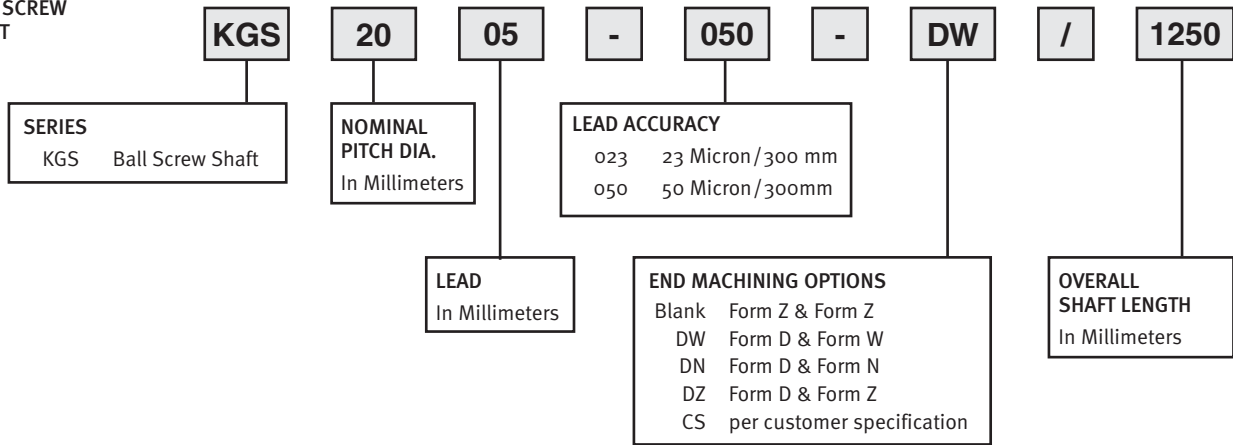 SCREW
T
KGS 20 05 - 050 - DW / 1250
SERIES
KGS Ball Screw Shaft
NOMINAL
PITCH DIA.
In Millimeters
LEAD ACCURACY
023 23 Micron/300 mm
050 50 Micron/300mm
LEAD
In Millimeters
END MACHINING OPTIONS
Blank Form Z & Form Z
DW Form D & Form W
DN Form D & Form N
DZ Form D & Form Z
CS per customer specification
OVERALL
SHAFT LENGTH
In Millimeters